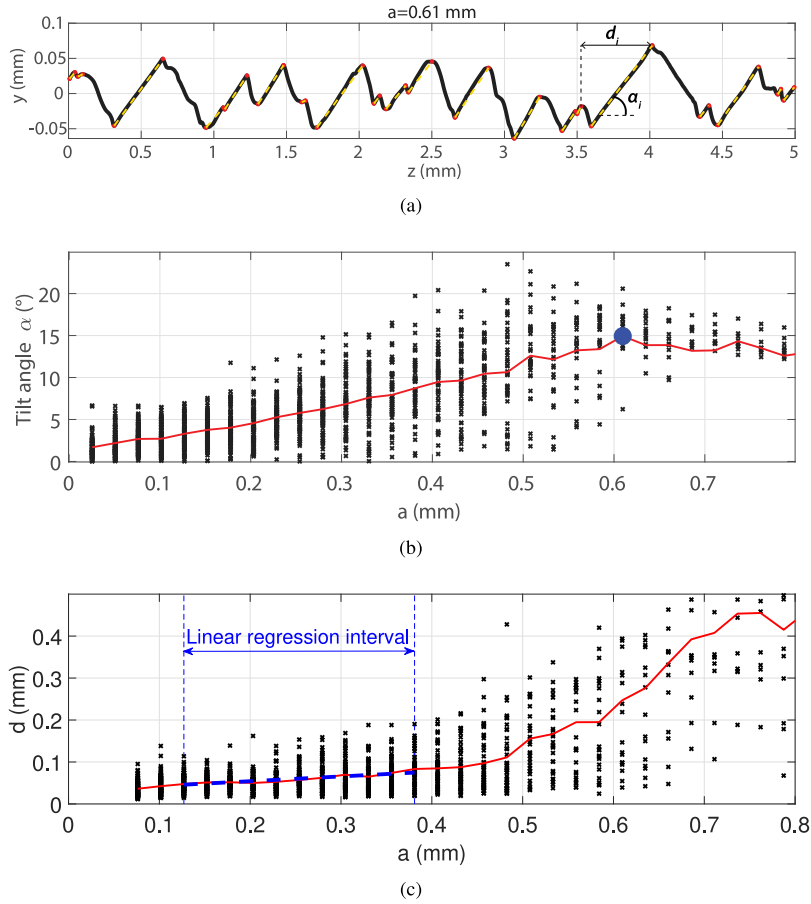 a=0.61 mm
0.1
0.05
0
-0.05
y (mm)
d_i
α_i
0 0.5 1 1.5 2 2.5 3 3.5 4 4.5 5
z (mm)
(a)
20
15
10
5
0
Tilt angle α (°)
0 0.1 0.2 0.3 0.4 0.5 0.6 0.7
a (mm)
(b)
Linear regression interval
0.4
0.3
0.2
0.1
0
d (mm)
0 0.1 0.2 0.3 0.4 0.5 0.6 0.7 0.8
a (mm)
(c)